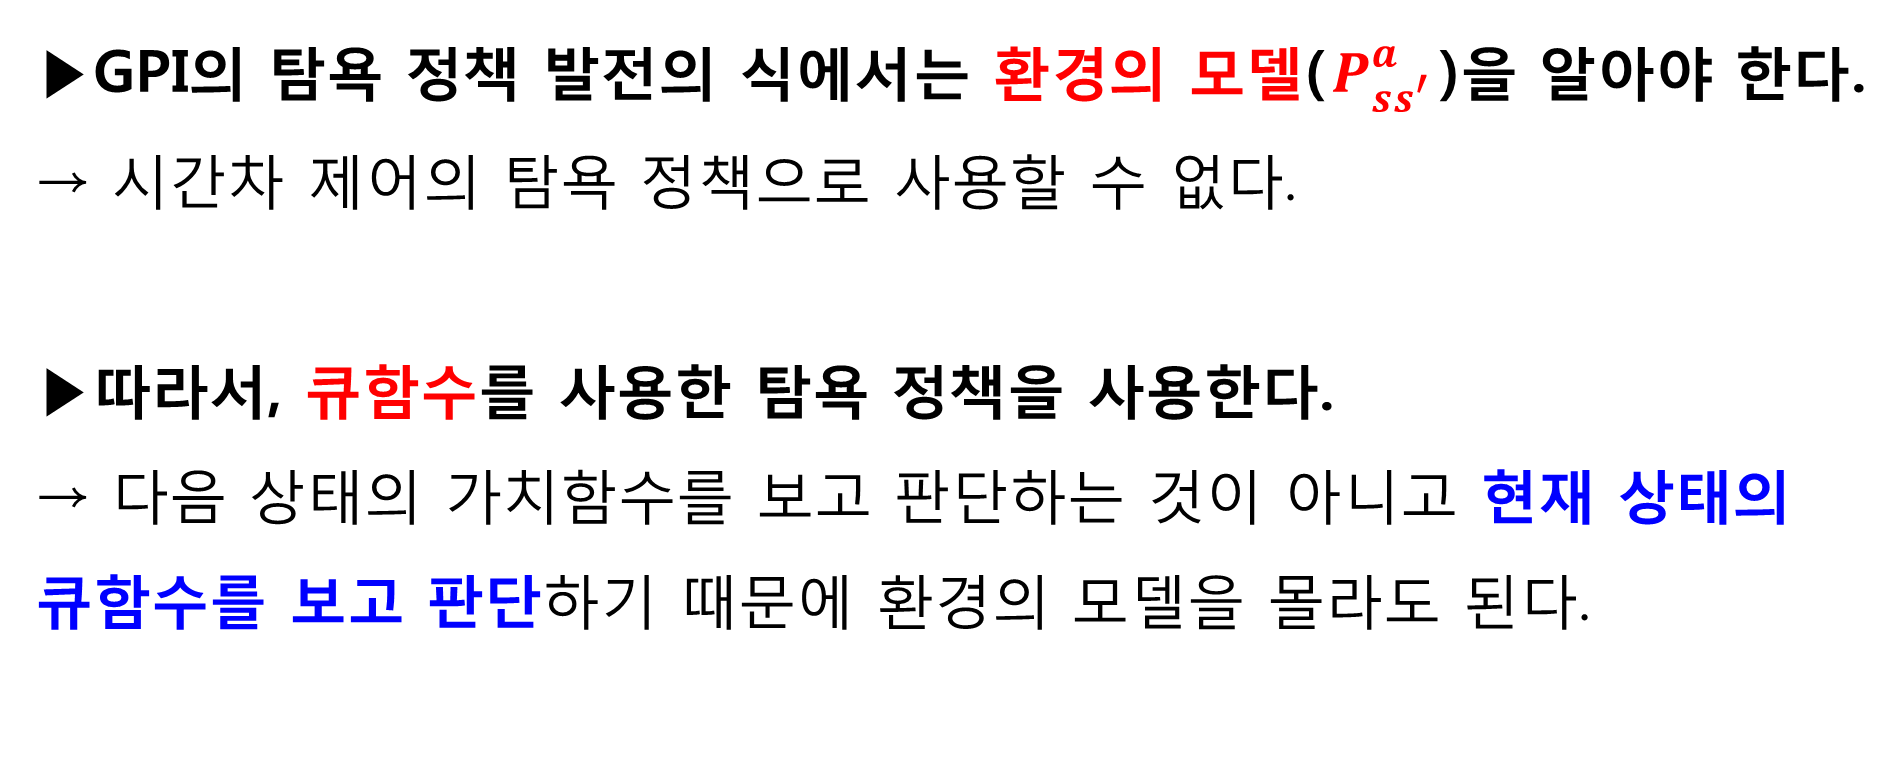 ▶GPI의 탐욕 정책 발전의 식에서는 환경의 모델(P^a_{ss'})을 알아야 한다.
→ 시간차 제어의 탐욕 정책으로 사용할 수 없다.
▶따라서, 큐함수를 사용한 탐욕 정책을 사용한다.
→ 다음 상태의 가치함수를 보고 판단하는 것이 아니고 현재 상태의
큐함수를 보고 판단하기 때문에 환경의 모델을 몰라도 된다.